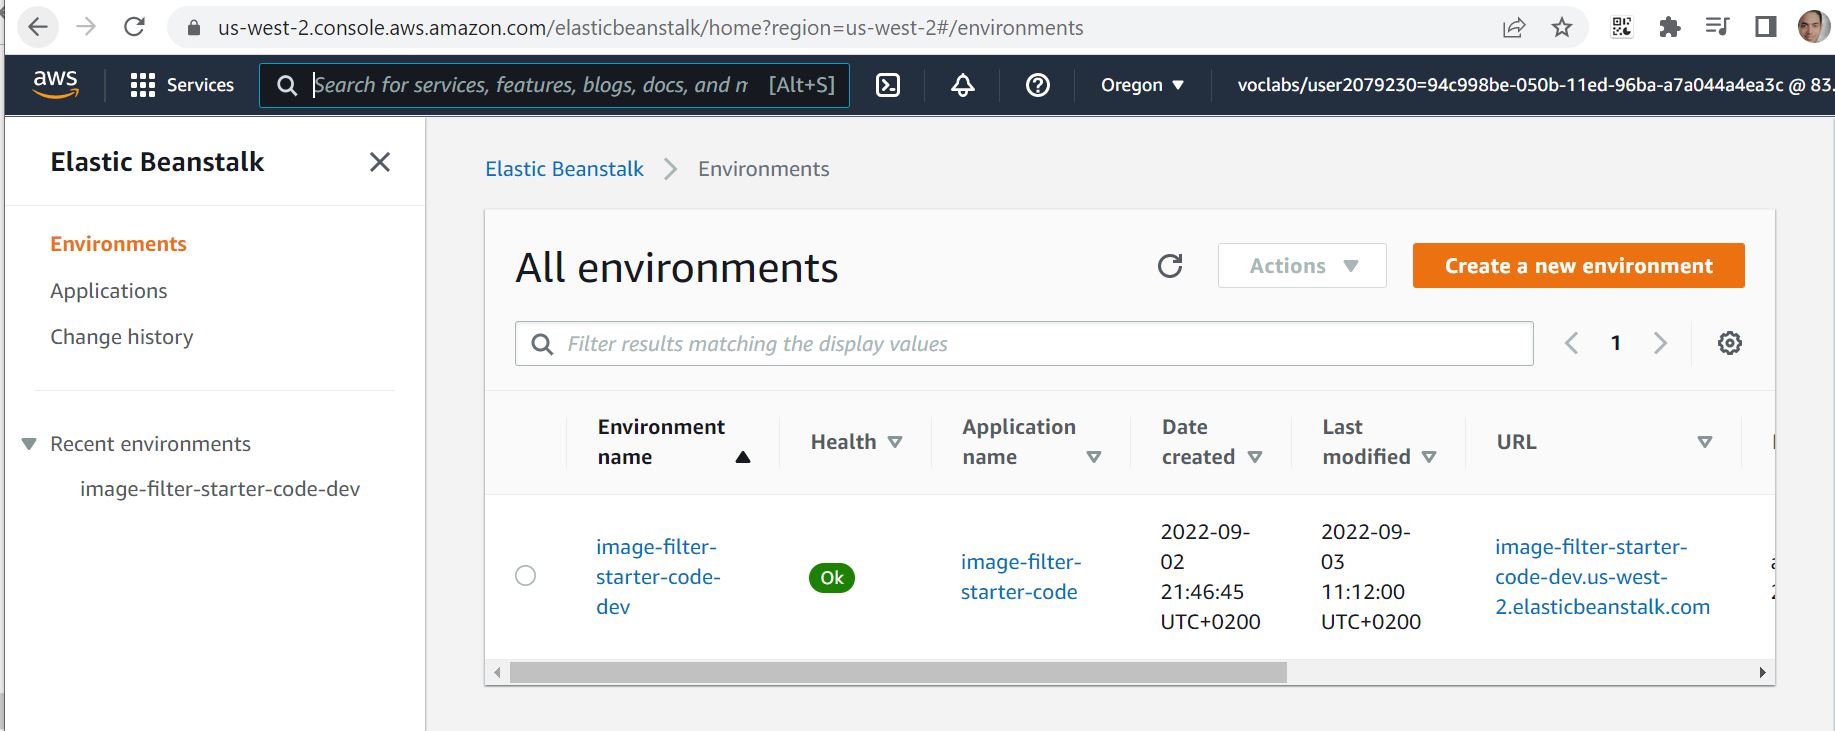 us-west-2.console.aws.amazon.com/elasticbeanstalk/home?region=us-west-2#/environments
aws
Services
Search for services, features, blogs, docs, and m
[Alt+S]
Oregon
voclabs/user2079230=94c998be-050b-11ed-96ba-a7a044a4ea3c @ 83.
Elastic Beanstalk
Environments
Applications
Change history
Recent environments
image-filter-starter-code-dev
Elastic Beanstalk
Environments
All environments
Actions
Create a new environment
Filter results matching the display values
1
Environment
name
Health
Application
name
Date
created
Last
modified
URL
image-filter-
starter-code-
dev
Ok
image-filter-
starter-code
2022-09-
02
21:46:45
UTC+0200
2022-09-
03
11:12:00
UTC+0200
image-filter-starter-
code-dev.us-west-
2.elasticbeanstalk.com